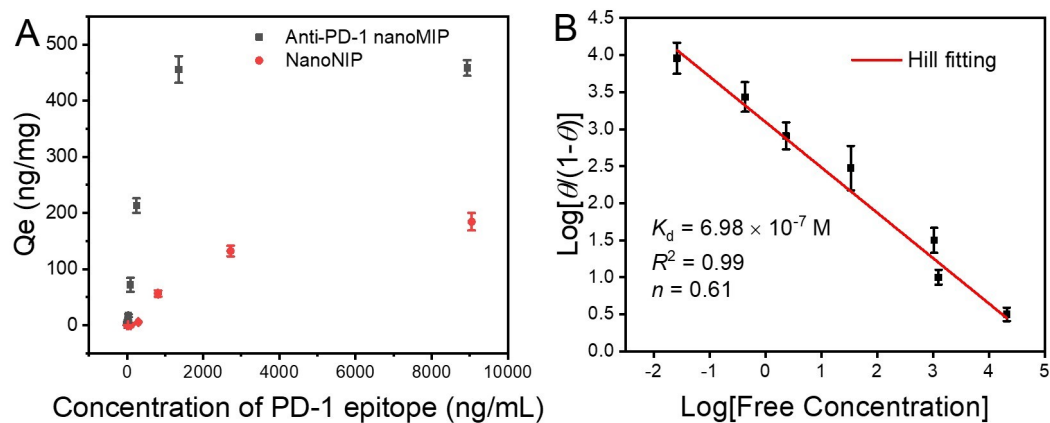 A
Anti-PD-1 nanoMIP
NanoNIP
500
400
300
200
100
0
Qe (ng/mg)
0 2000 4000 6000 8000 10000
Concentration of PD-1 epitope (ng/mL)
B
Hill fitting
4.5
4.0
3.5
3.0
2.5
2.0
1.5
1.0
0.5
0.0
Log[θ/(1-θ)]
K_d = 6.98 × 10⁻⁷ M
R² = 0.99
n = 0.61
-2 -1 0 1 2 3 4 5
Log[Free Concentration]